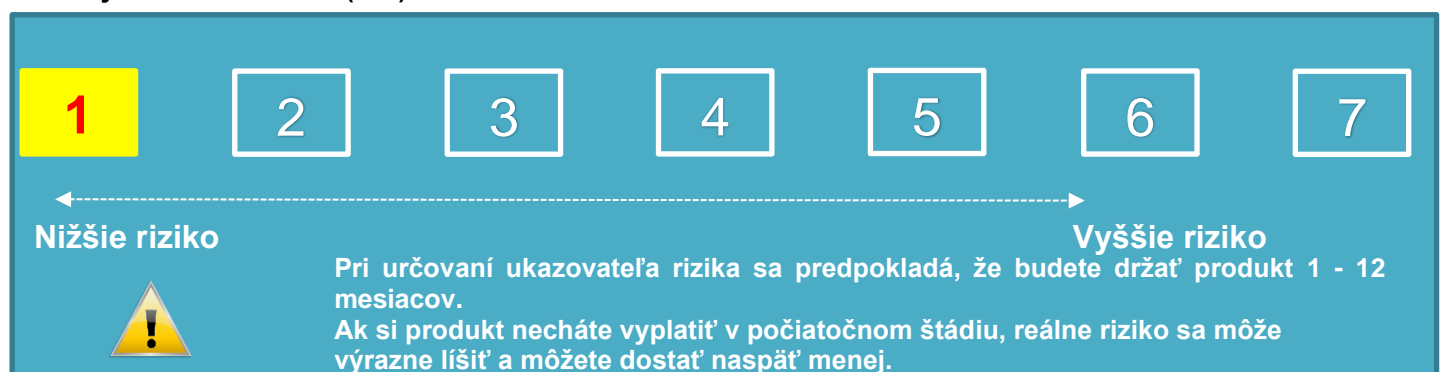 1 2 3 4 5 6 7
Nižšie riziko Vyššie riziko
Pri určovaní ukazovateľa rizika sa predpokladá, že budete držať produkt 1 - 12
mesiacov.
Ak si produkt necháte vyplatiť v počiatočnom štádiu, reálne riziko sa môže
výrazne líšiť a môžete dostať naspäť menej.